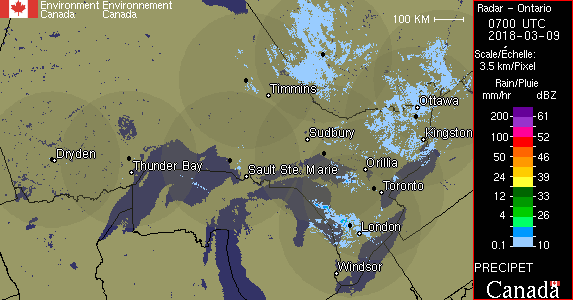 Environment Environnement
Canada Canada
100 KM
Timmins
Ottawa
Sudbury
Kingston
Dryden
Thunder Bay
Sault Ste. Marie
Orillia
Toronto
London
Windsor
Radar - Ontario
0700 UTC
2018-03-09
Scale/Échelle:
3.5 km/Pixel
Rain/Pluie
mm/hr dBZ
200 61
100 52
50 46
24 39
12 33
4 26
0.1 10
PRECIPET
Canada